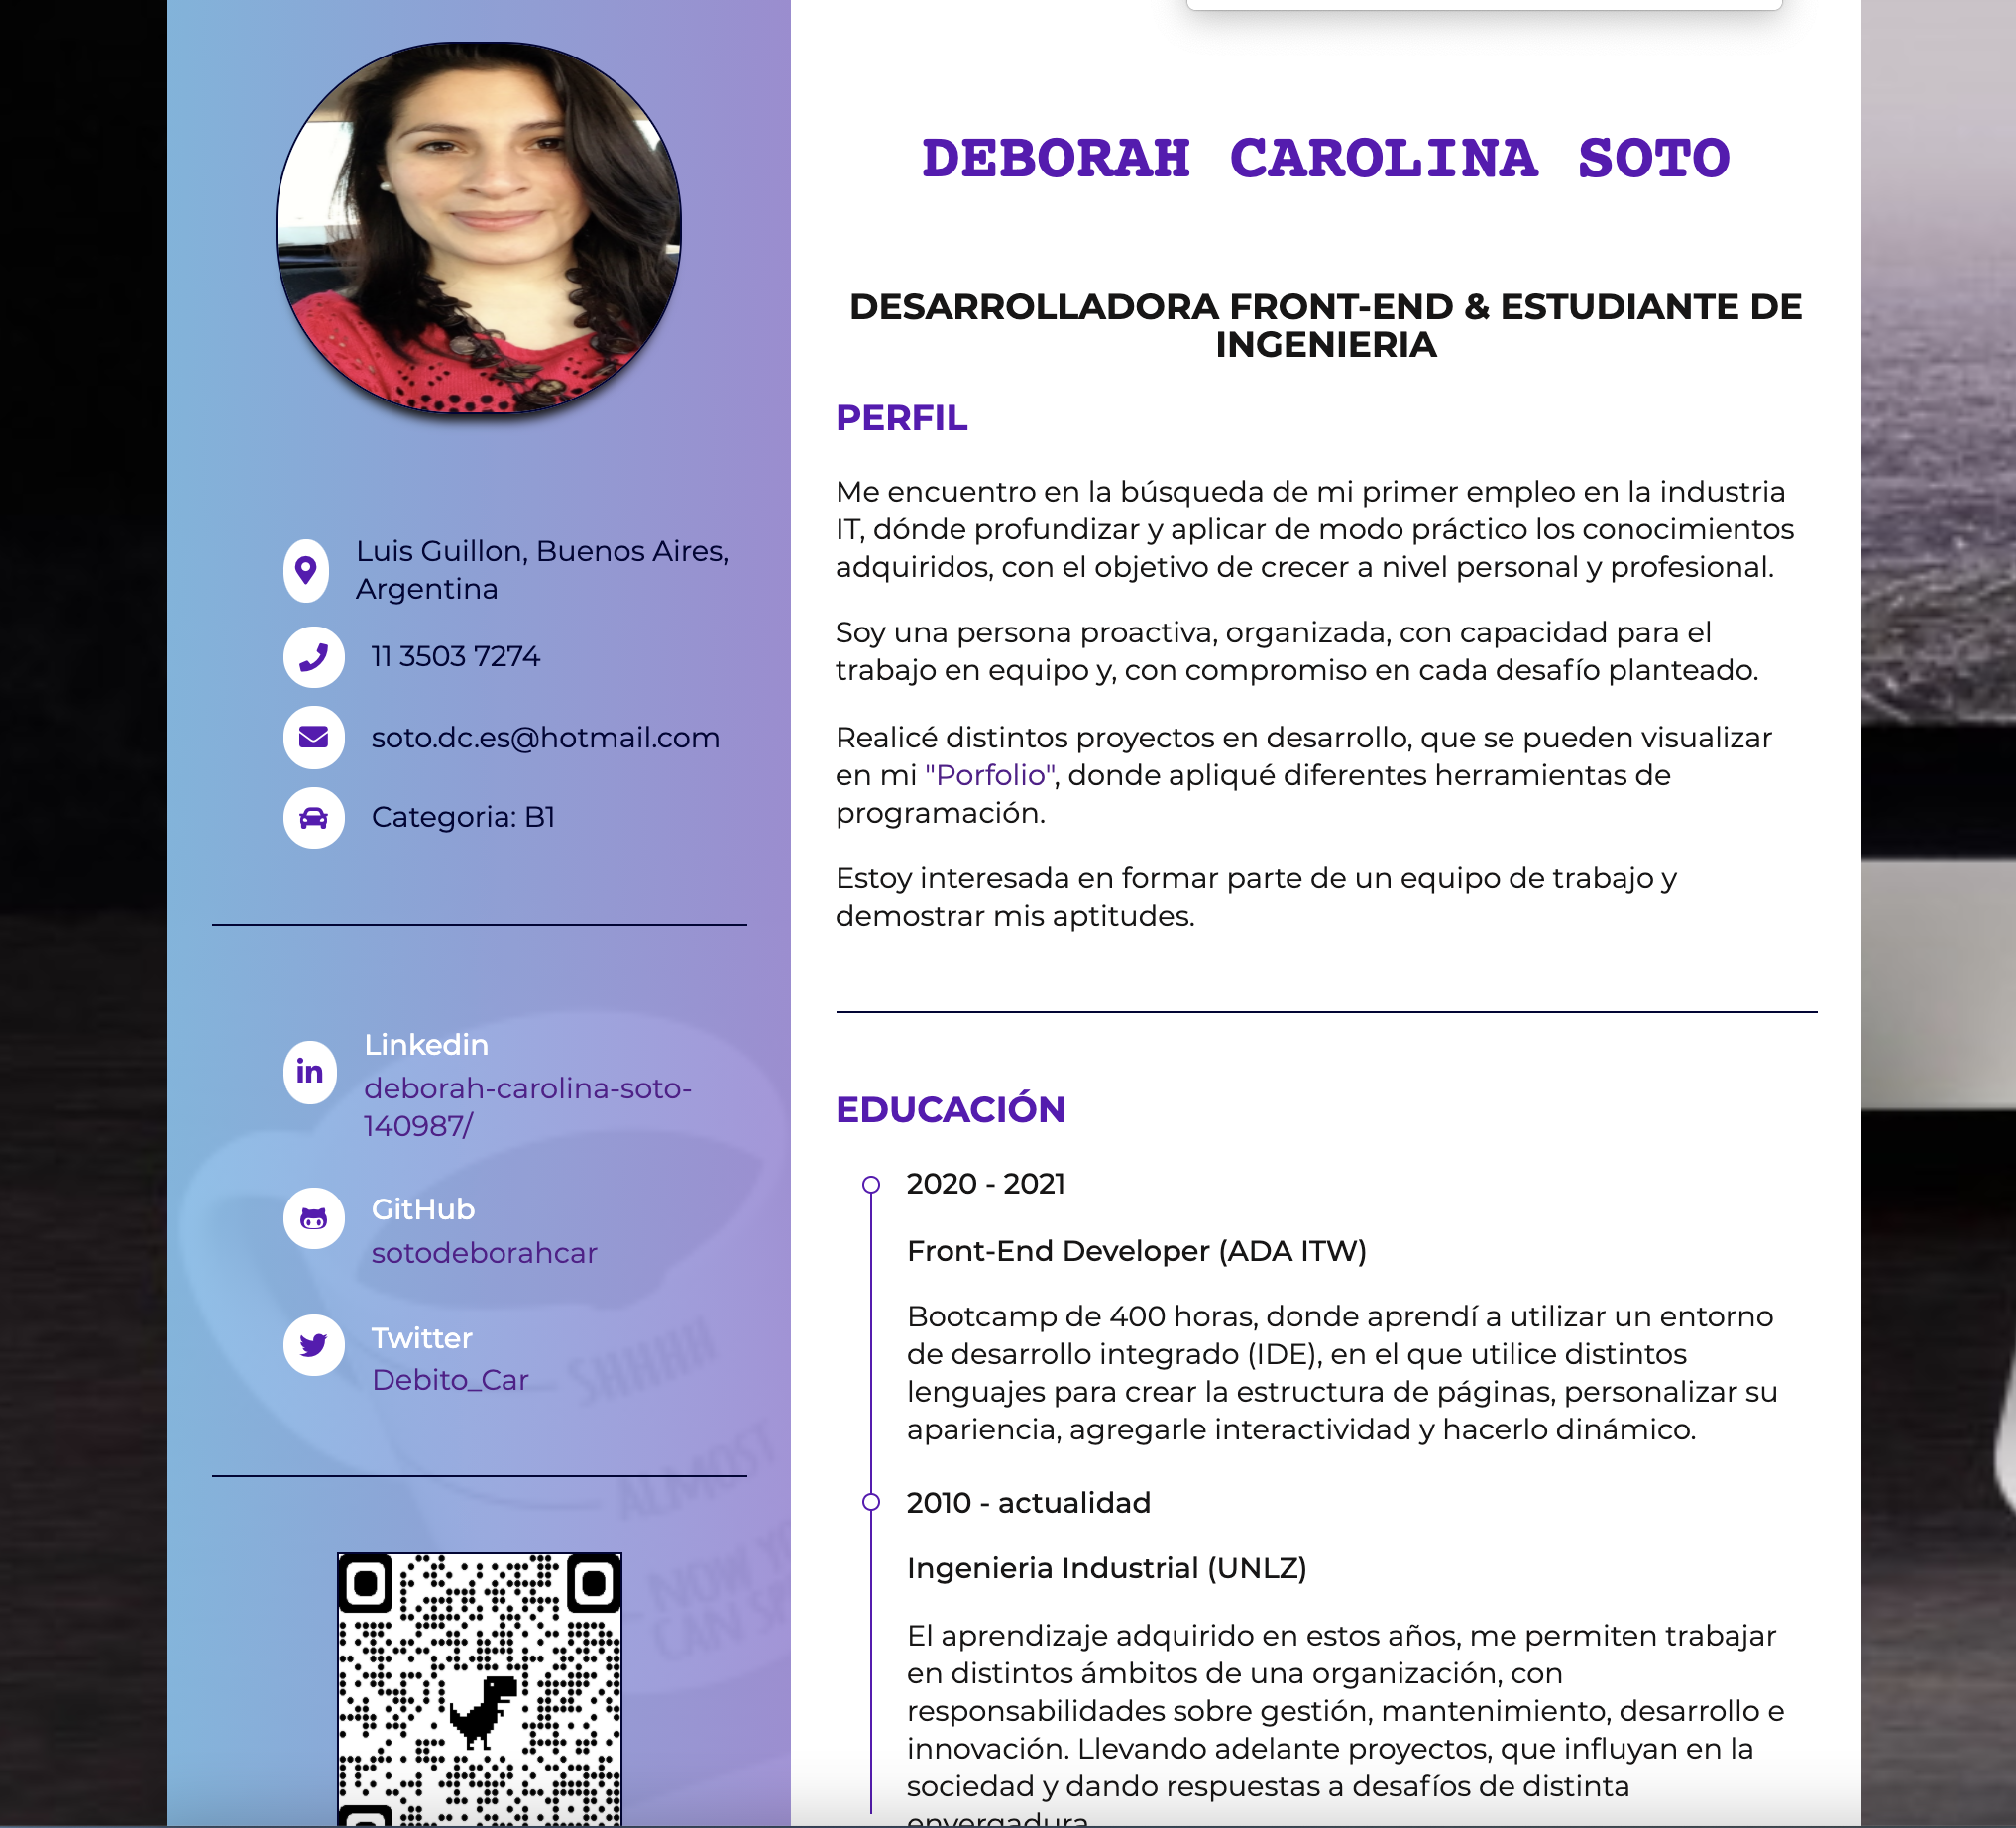 Luis Guillon, Buenos Aires,
Argentina
11 3503 7274
soto.dc.es@hotmail.com
Categoria: B1
Linkedin
deborah-carolina-soto-
140987/
GitHub
sotodeborahcar
Twitter
Debito_Car
SHHHH
ALMOST
NOW
CAN
DEBORAH CAROLINA SOTO
DESARROLLADORA FRONT-END & ESTUDIANTE DE
INGENIERIA
PERFIL
Me encuentro en la búsqueda de mi primer empleo en la industria
IT, dónde profundizar y aplicar de modo práctico los conocimientos
adquiridos, con el objetivo de crecer a nivel personal y profesional.
Soy una persona proactiva, organizada, con capacidad para el
trabajo en equipo y, con compromiso en cada desafío planteado.
Realicé distintos proyectos en desarrollo, que se pueden visualizar
en mi "Porfolio", donde apliqué diferentes herramientas de
programación.
Estoy interesada en formar parte de un equipo de trabajo y
demostrar mis aptitudes.
EDUCACIÓN
2020 - 2021
Front-End Developer (ADA ITW)
Bootcamp de 400 horas, donde aprendí a utilizar un entorno
de desarrollo integrado (IDE), en el que utilice distintos
lenguajes para crear la estructura de páginas, personalizar su
apariencia, agregarle interactividad y hacerlo dinámico.
2010 - actualidad
Ingenieria Industrial (UNLZ)
El aprendizaje adquirido en estos años, me permiten trabajar
en distintos ámbitos de una organización, con
responsabilidades sobre gestión, mantenimiento, desarrollo e
innovación. Llevando adelante proyectos, que influyan en la
sociedad y dando respuestas a desafíos de distinta
envergadura